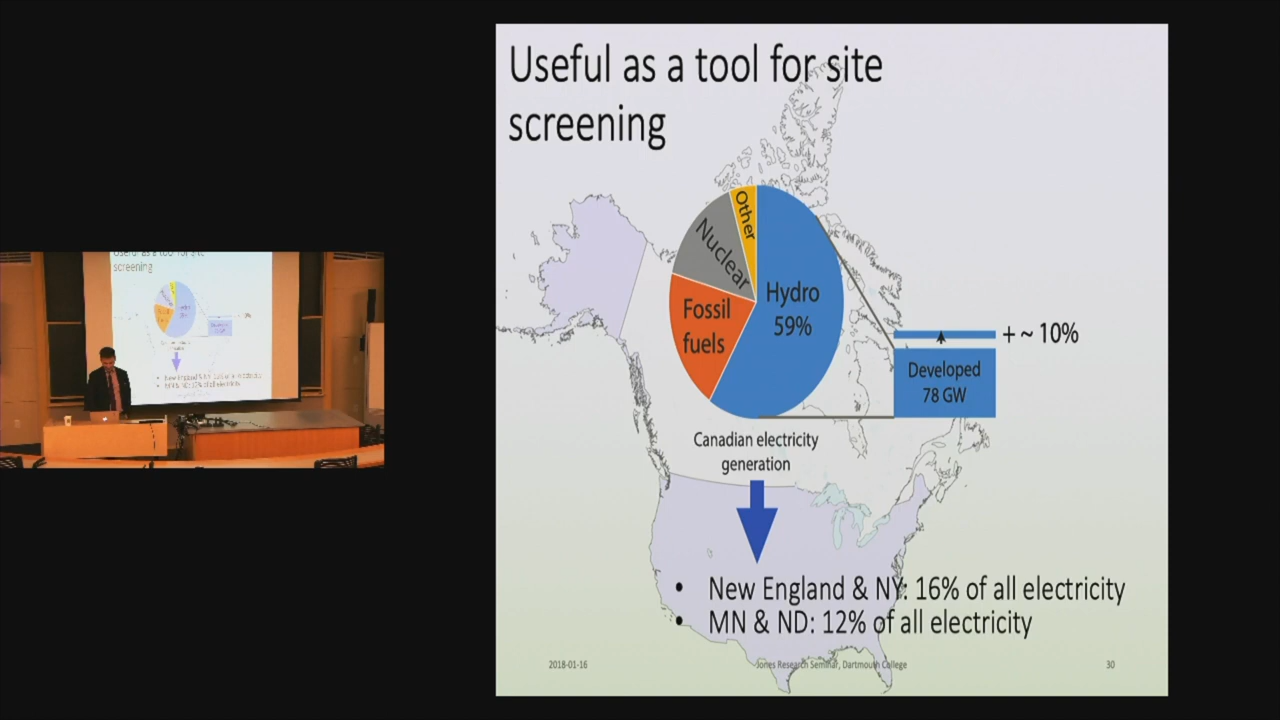 Useful as a tool for site
screening
Other
Nuclear
Hydro
59%
Fossil
fuels
+ ~ 10%
Developed
78 GW
Canadian electricity
generation
• New England & NY: 16% of all electricity
• MN & ND: 12% of all electricity
2018-01-16
Jones Research Seminar, Dartmouth College
30
screening